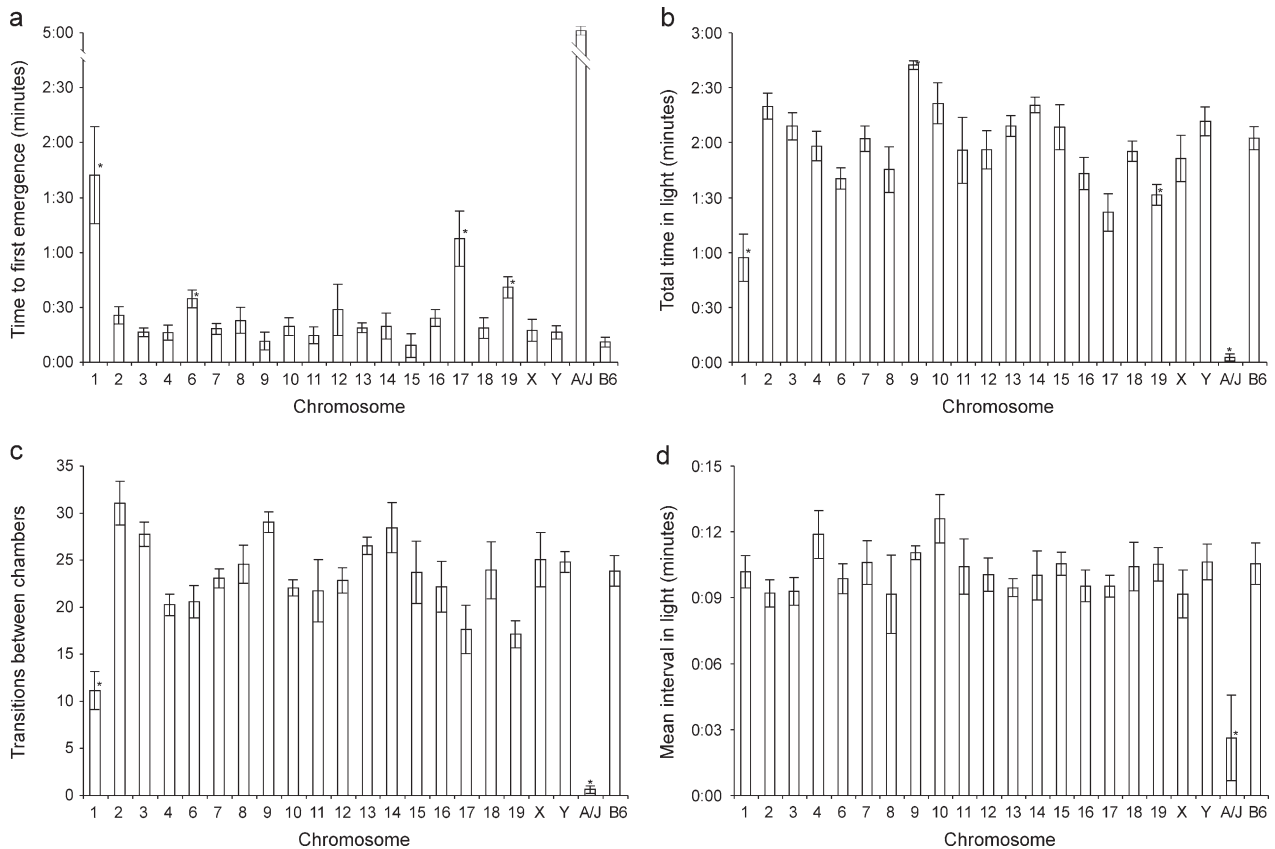 a
5:00
2:30
2:00
1:30
1:00
0:30
0:00
Time to first emergence (minutes)
* * * * *
1 2 3 4 6 7 8 9 10 11 12 13 14 15 16 17 18 19 X Y A/J B6
Chromosome
b
3:00
2:30
2:00
1:30
1:00
0:30
0:00
Total time in light (minutes)
* * * *
1 2 3 4 6 7 8 9 10 11 12 13 14 15 16 17 18 19 X Y A/J B6
Chromosome
c
35
30
25
20
15
10
5
0
Transitions between chambers
* *
1 2 3 4 6 7 8 9 10 11 12 13 14 15 16 17 18 19 X Y A/J B6
Chromosome
d
0:15
0:12
0:09
0:06
0:03
0:00
Mean interval in light (minutes)
*
1 2 3 4 6 7 8 9 10 11 12 13 14 15 16 17 18 19 X Y A/J B6
Chromosome